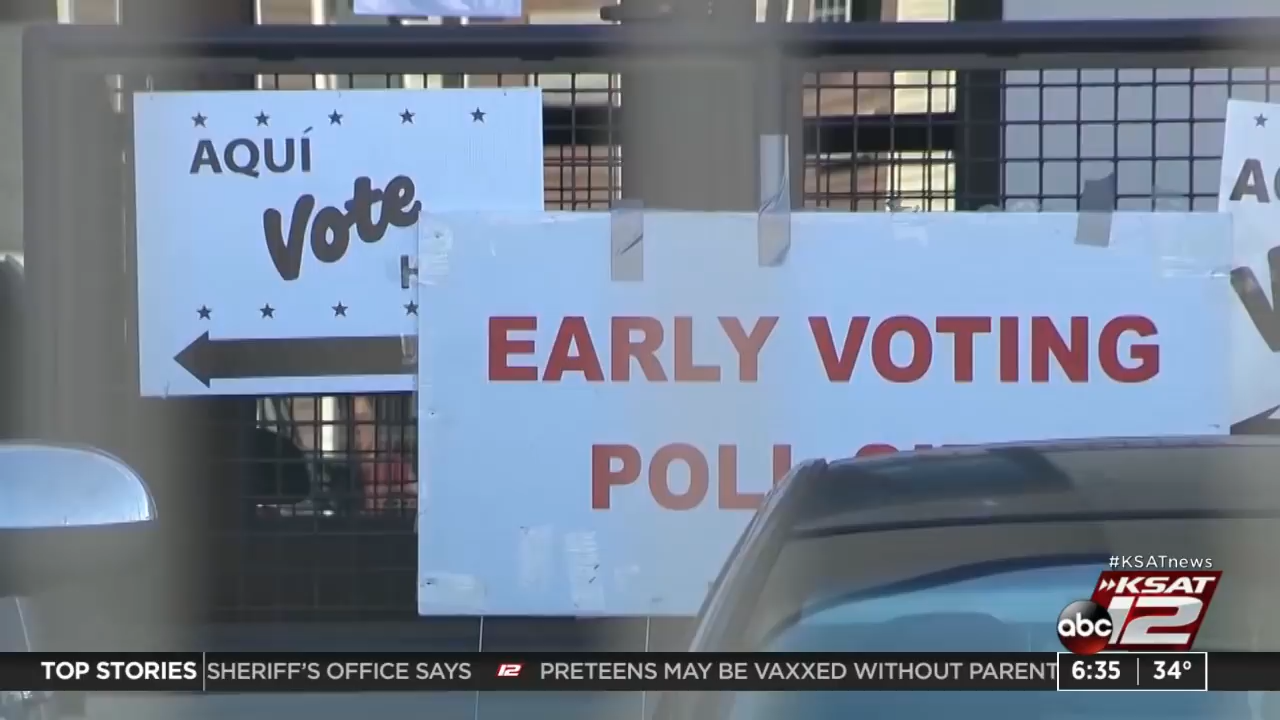 AQUÍ
Vote
EARLY VOTING
POLL
#KSATnews
KSAT
abc 12
TOP STORIES SHERIFF'S OFFICE SAYS 12 PRETEENS MAY BE VAXXED WITHOUT PARENT 6:35 34°